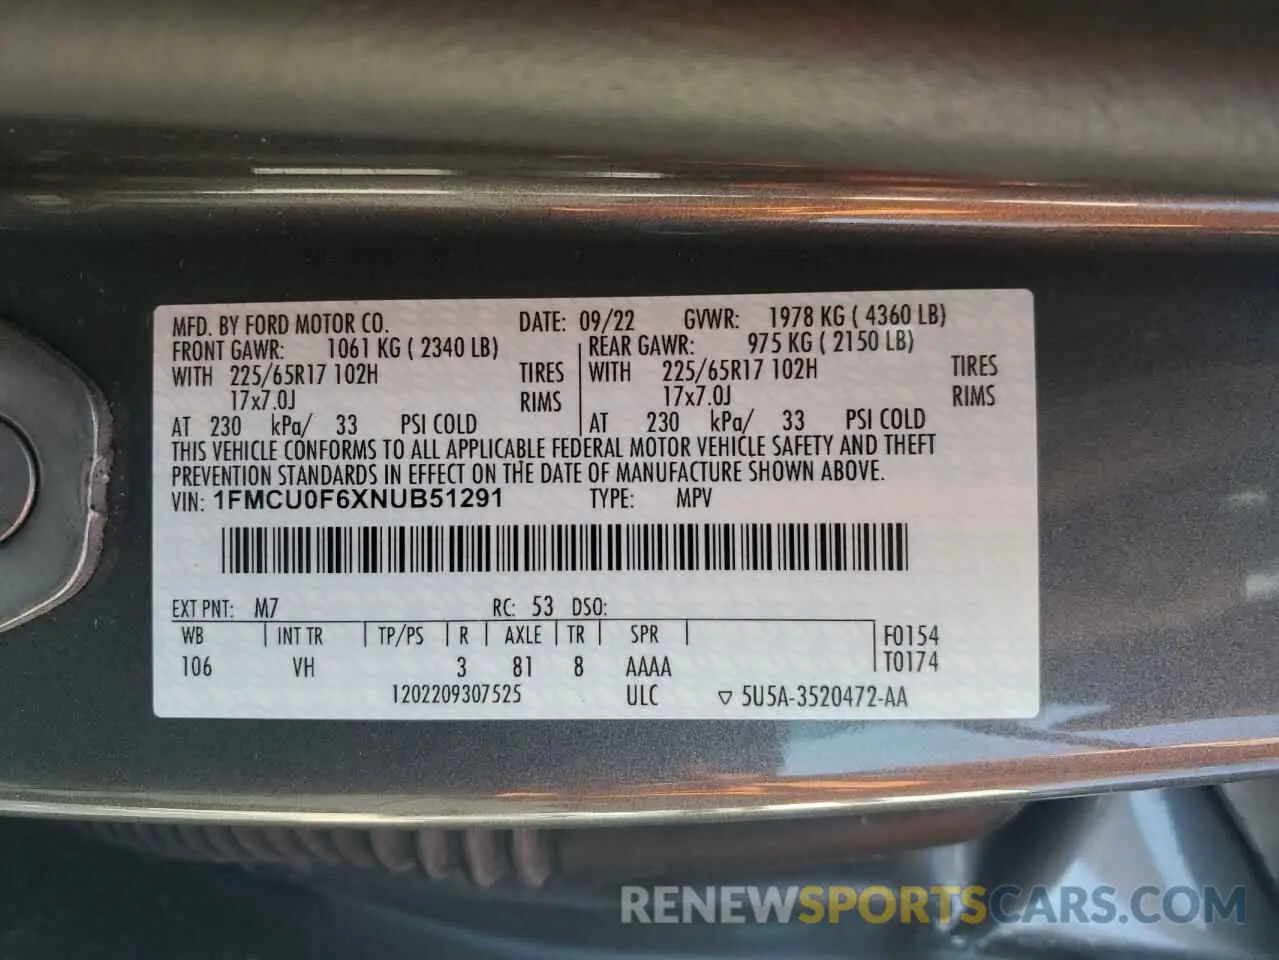 MFD. BY FORD MOTOR CO. DATE: 09/22 GVWR: 1978 KG ( 4360 LB)
FRONT GAWR: 1061 KG ( 2340 LB) REAR GAWR: 975 KG ( 2150 LB)
WITH 225/65R17 102H TIRES WITH 225/65R17 102H TIRES
17x7.0J RIMS 17x7.0J RIMS
AT 230 kPa/ 33 PSI COLD AT 230 kPa/ 33 PSI COLD
THIS VEHICLE CONFORMS TO ALL APPLICABLE FEDERAL MOTOR VEHICLE SAFETY AND THEFT
PREVENTION STANDARDS IN EFFECT ON THE DATE OF MANUFACTURE SHOWN ABOVE.
VIN: 1FMCU0F6XNUB51291 TYPE: MPV
EXT PNT: M7 RC: 53 DSO:
WB INT TR TP/PS R AXLE TR SPR F0154
106 VH 3 81 8 AAAA T0174
1202209307525 ULC ▽ 5U5A-3520472-AA
RENEWSPORTSCARS.COM